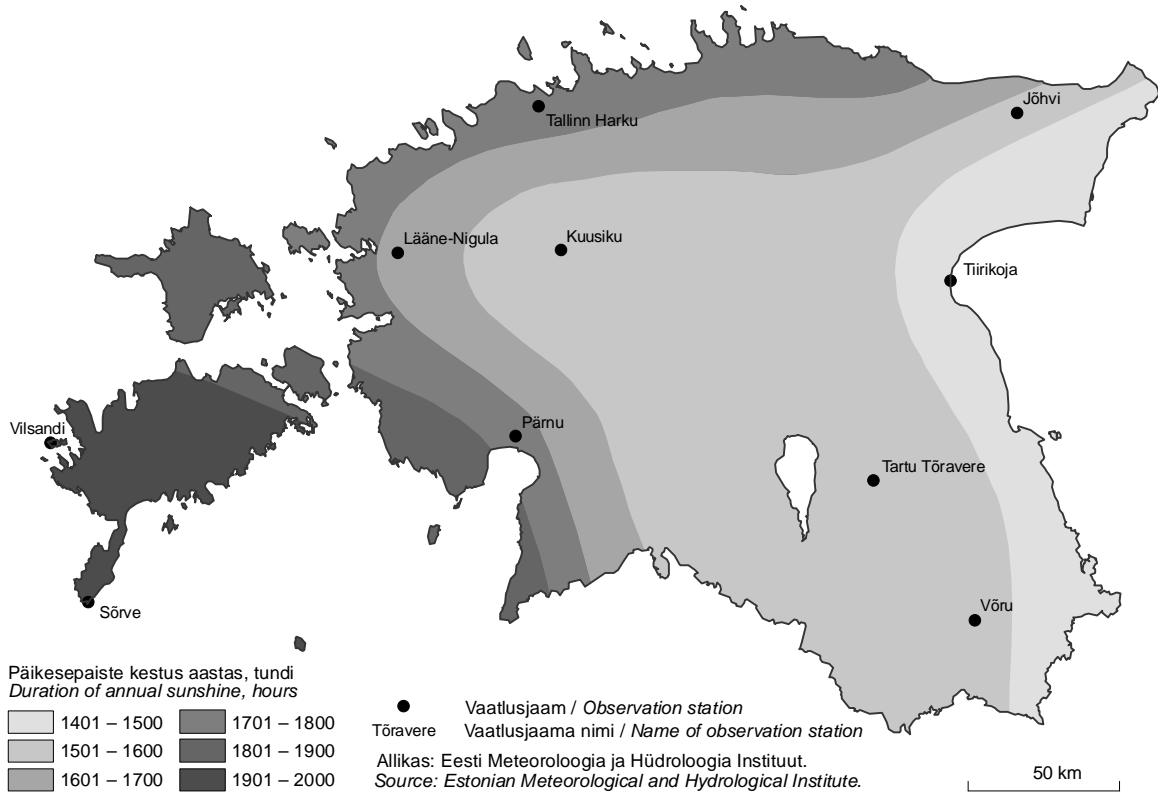 Jõhvi
Tallinn Harku
Lääne-Nigula
Kuusiku
Tiirikoja
Vilsandi
Pärnu
Tartu Tõravere
Sõrve
Võru
Päikesepaiste kestus aastas, tundi
Duration of annual sunshine, hours
1401 – 1500
1501 – 1600
1601 – 1700
1701 – 1800
1801 – 1900
1901 – 2000
Vaatlusjaam / Observation station
Tõravere Vaatlusjaama nimi / Name of observation station
Allikas: Eesti Meteoroloogia ja Hüdroloogia Instituut.
Source: Estonian Meteorological and Hydrological Institute.
50 km